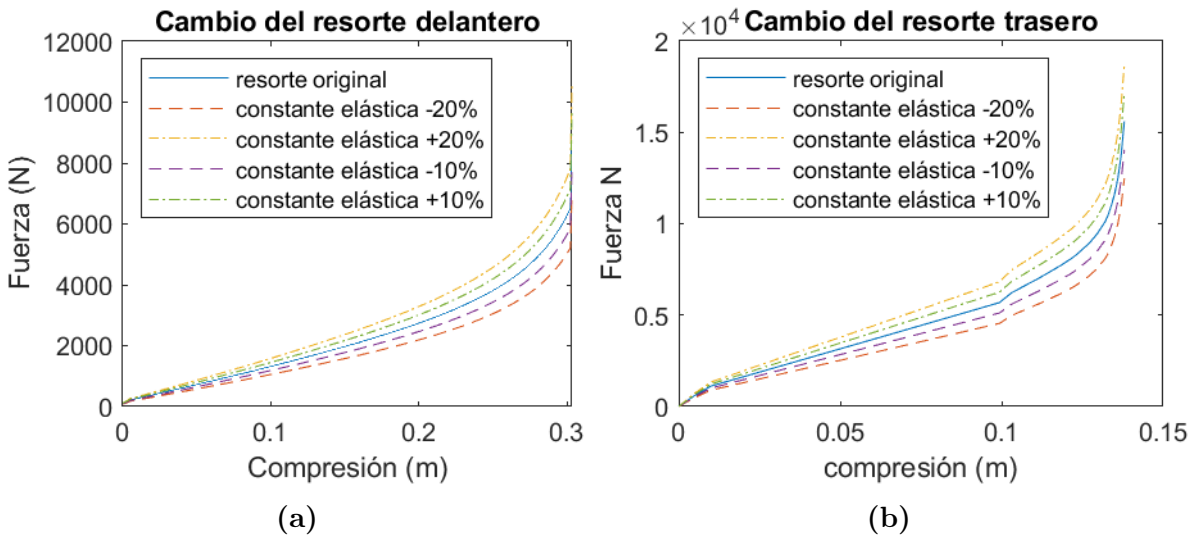 Cambio del resorte delantero
12000
10000
8000
6000
4000
2000
0
Fuerza (N)
resorte original
constante elástica -20%
constante elástica +20%
constante elástica -10%
constante elástica +10%
0 0.1 0.2 0.3
Compresión (m)
(a)
×10⁴ Cambio del resorte trasero
2
1.5
1
0.5
0
Fuerza N
resorte original
constante elástica -20%
constante elástica +20%
constante elástica -10%
constante elástica +10%
0 0.05 0.1 0.15
compresión (m)
(b)